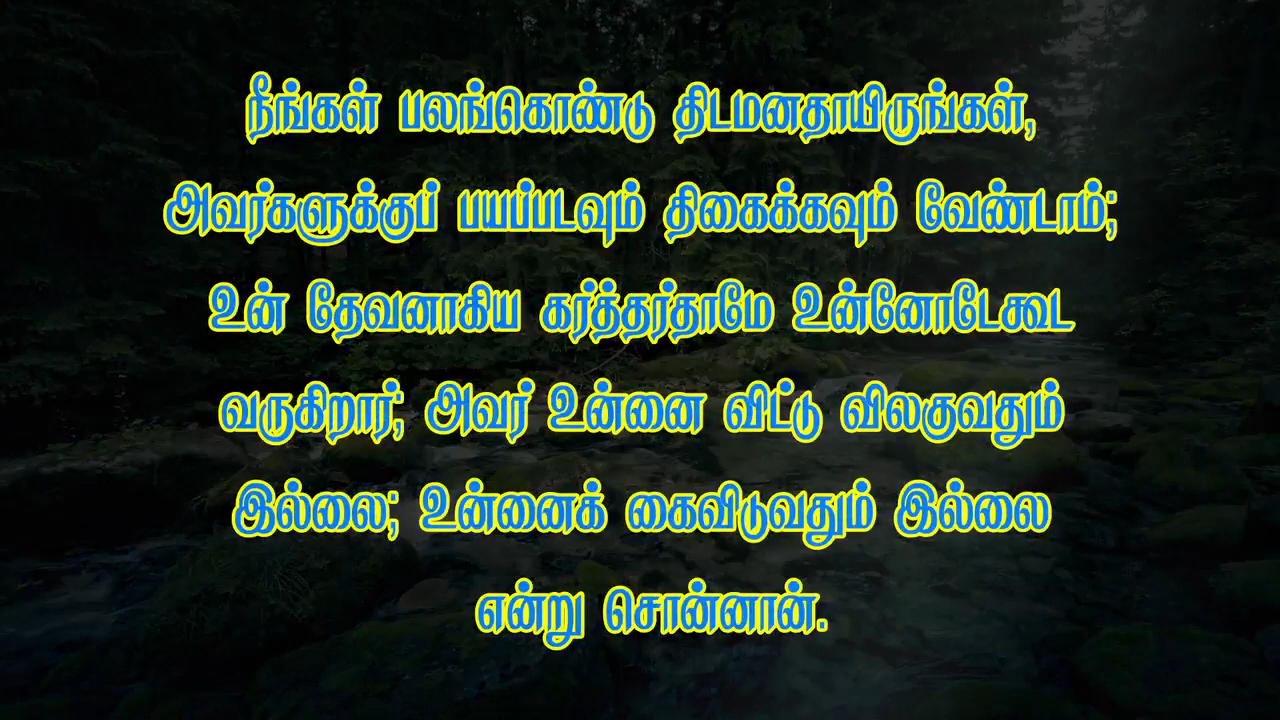 நீங்கள் பலங்கொண்டு திடமனதாயிருங்கள்,
அவர்களுக்குப் பயப்படவும் திகைக்கவும் வேண்டாம்;
உன் தேவனாகிய கர்த்தர்தாமே உன்னோடேகூட
வருகிறார்; அவர் உன்னை விட்டு விலகுவதும்
இல்லை; உன்னைக் கைவிடுவதும் இல்லை
என்று சொன்னான்.